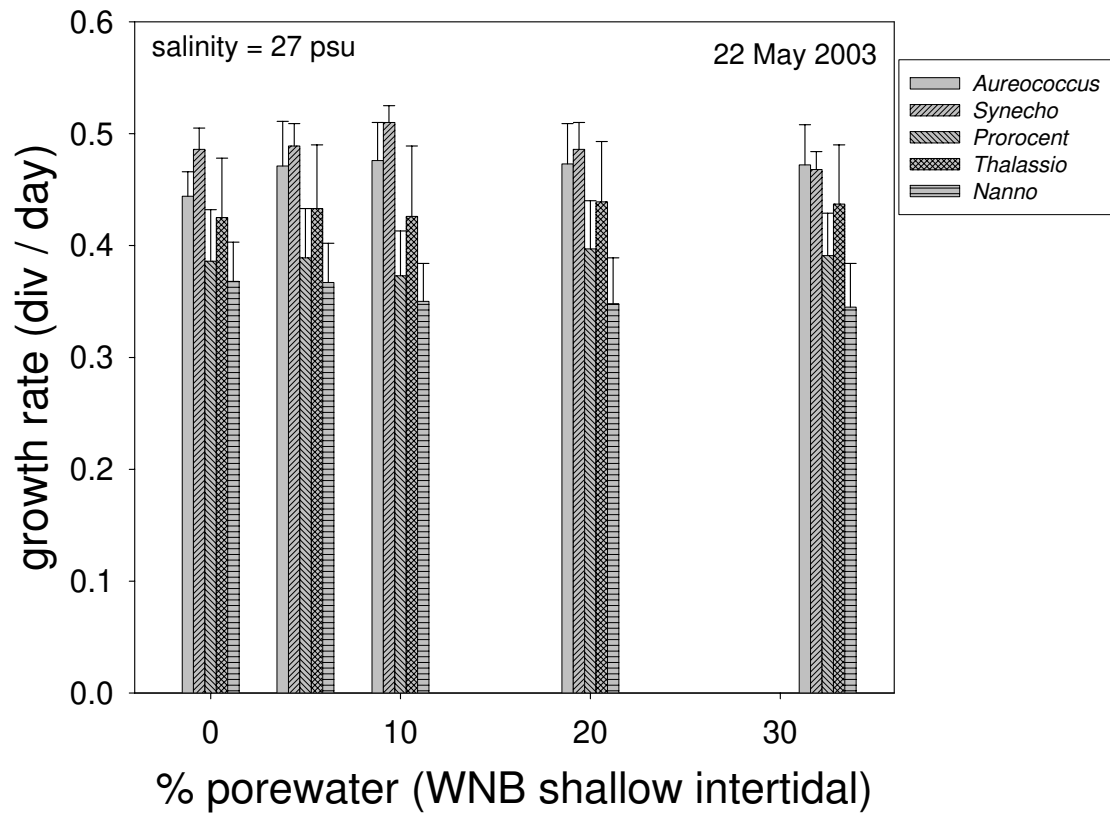 salinity = 27 psu
22 May 2003
Aureococcus
Synecho
Prorocent
Thalassio
Nanno
growth rate (div / day)
0.6
0.5
0.4
0.3
0.2
0.1
0.0
0 10 20 30
% porewater (WNB shallow intertidal)